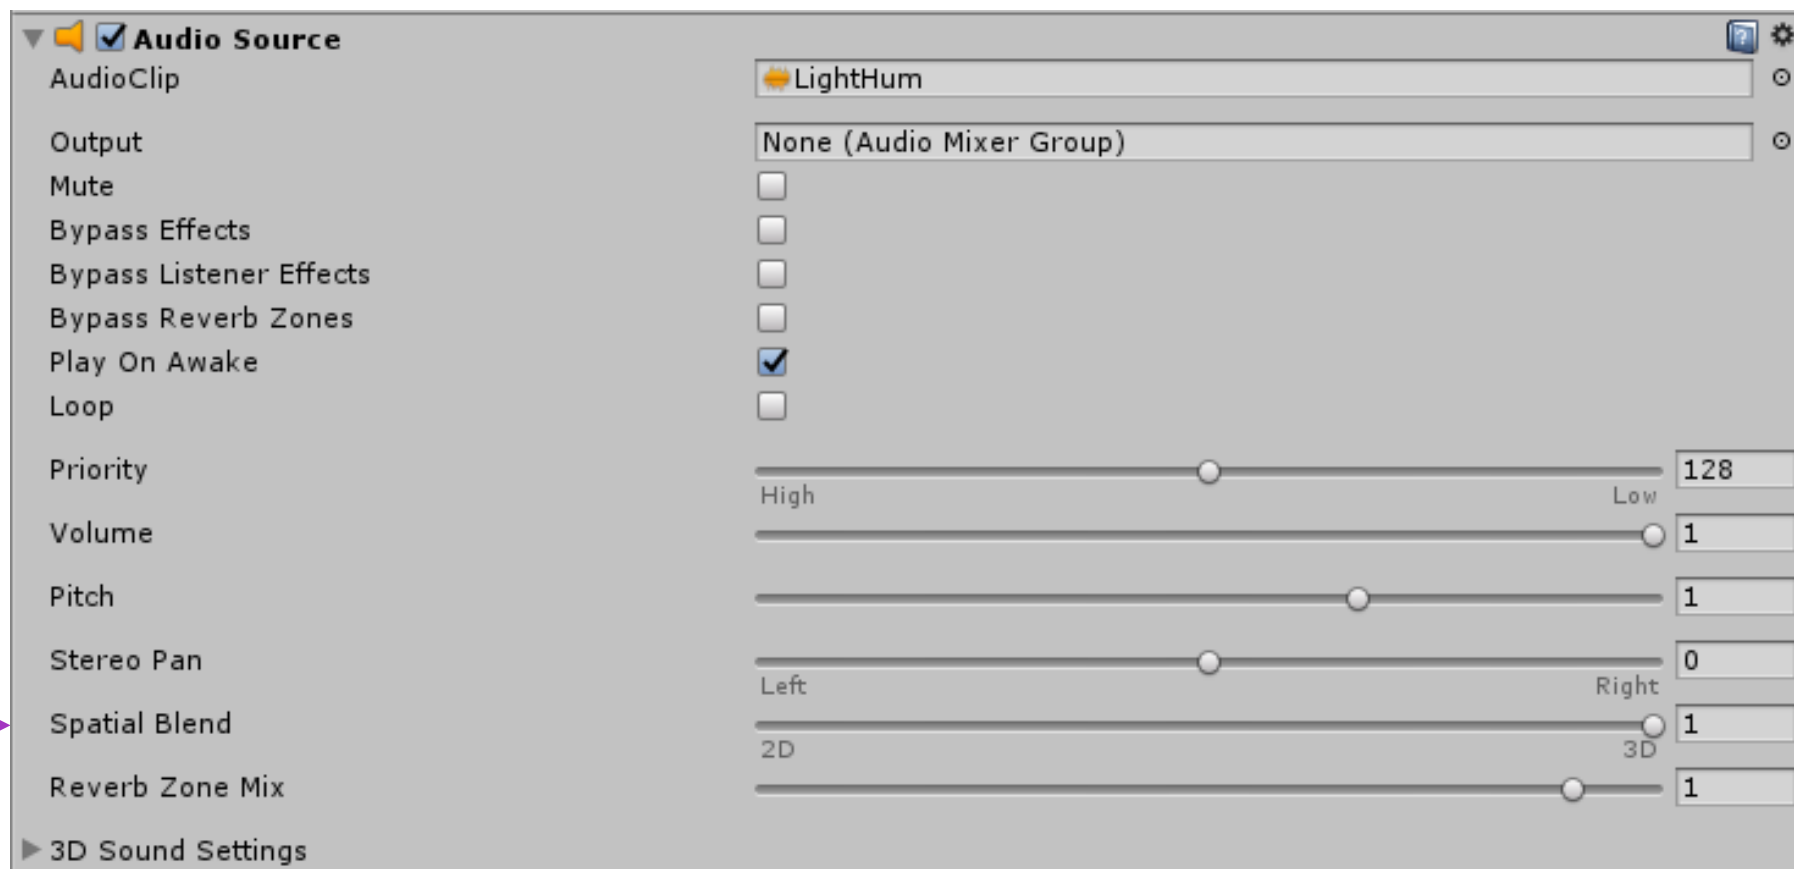 Audio Source
AudioClip LightHum
Output None (Audio Mixer Group)
Mute
Bypass Effects
Bypass Listener Effects
Bypass Reverb Zones
Play On Awake
Loop
Priority 128
High Low
Volume 1
Pitch 1
Stereo Pan 0
Left Right
Spatial Blend 1
2D 3D
Reverb Zone Mix 1
3D Sound Settings